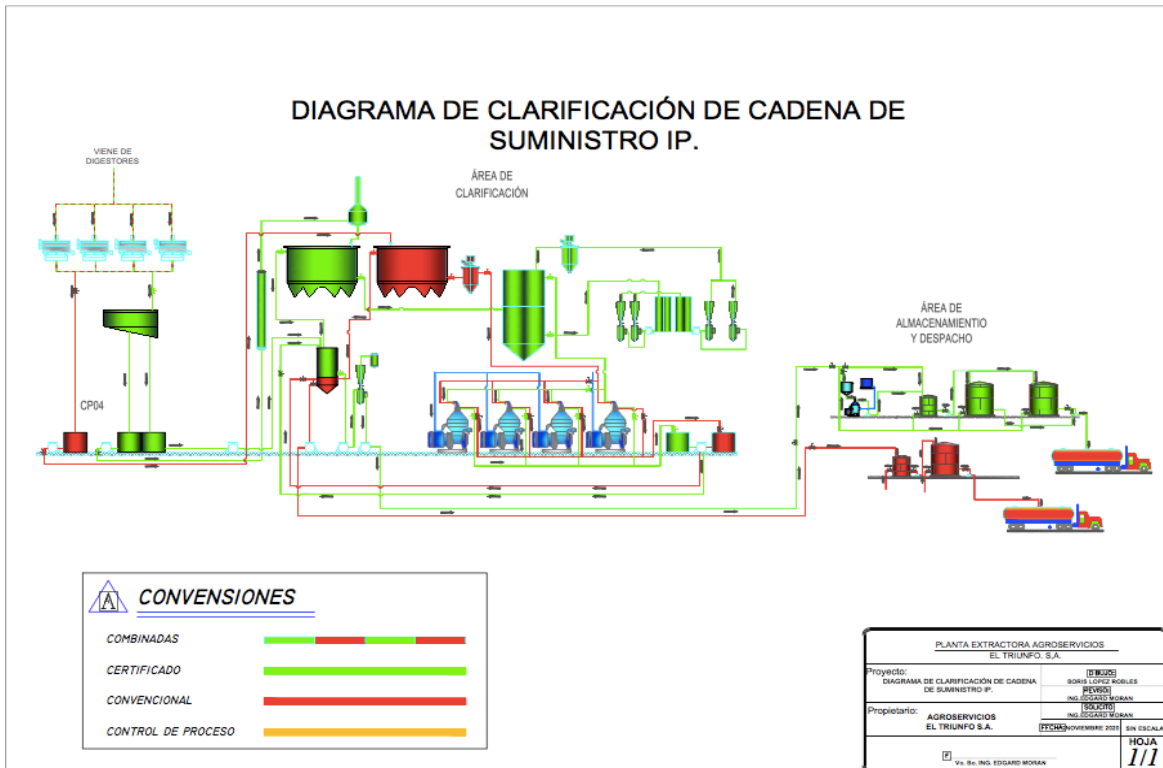 DIAGRAMA DE CLARIFICACIÓN DE CADENA DE
SUMINISTRO IP.
VIENE DE
DIGESTORES
ÁREA DE
CLARIFICACIÓN
ÁREA DE
ALMACENAMIENTO
Y DESPACHO
CP04
A
CONVENSIONES
COMBINADAS
CERTIFICADO
CONVENCIONAL
CONTROL DE PROCESO
PLANTA EXTRACTORA AGROSERVICIOS
EL TRIUNFO. S,A.
Proyecto:
DIAGRAMA DE CLARIFICACIÓN DE CADENA
DE SUMINISTRO IP.
DIBUJO:
BORIS LOPEZ ROBLES
REVISO:
ING.EDGARD MORAN
SOLICITO
ING.EDGARD MORAN
Propietario:
AGROSERVICIOS
EL TRIUNFO S.A.
FECHA: NOVIEMBRE 2020
SIN ESCALA
HOJA
1/1
F
Vo. Bo. ING. EDGARD MORAN